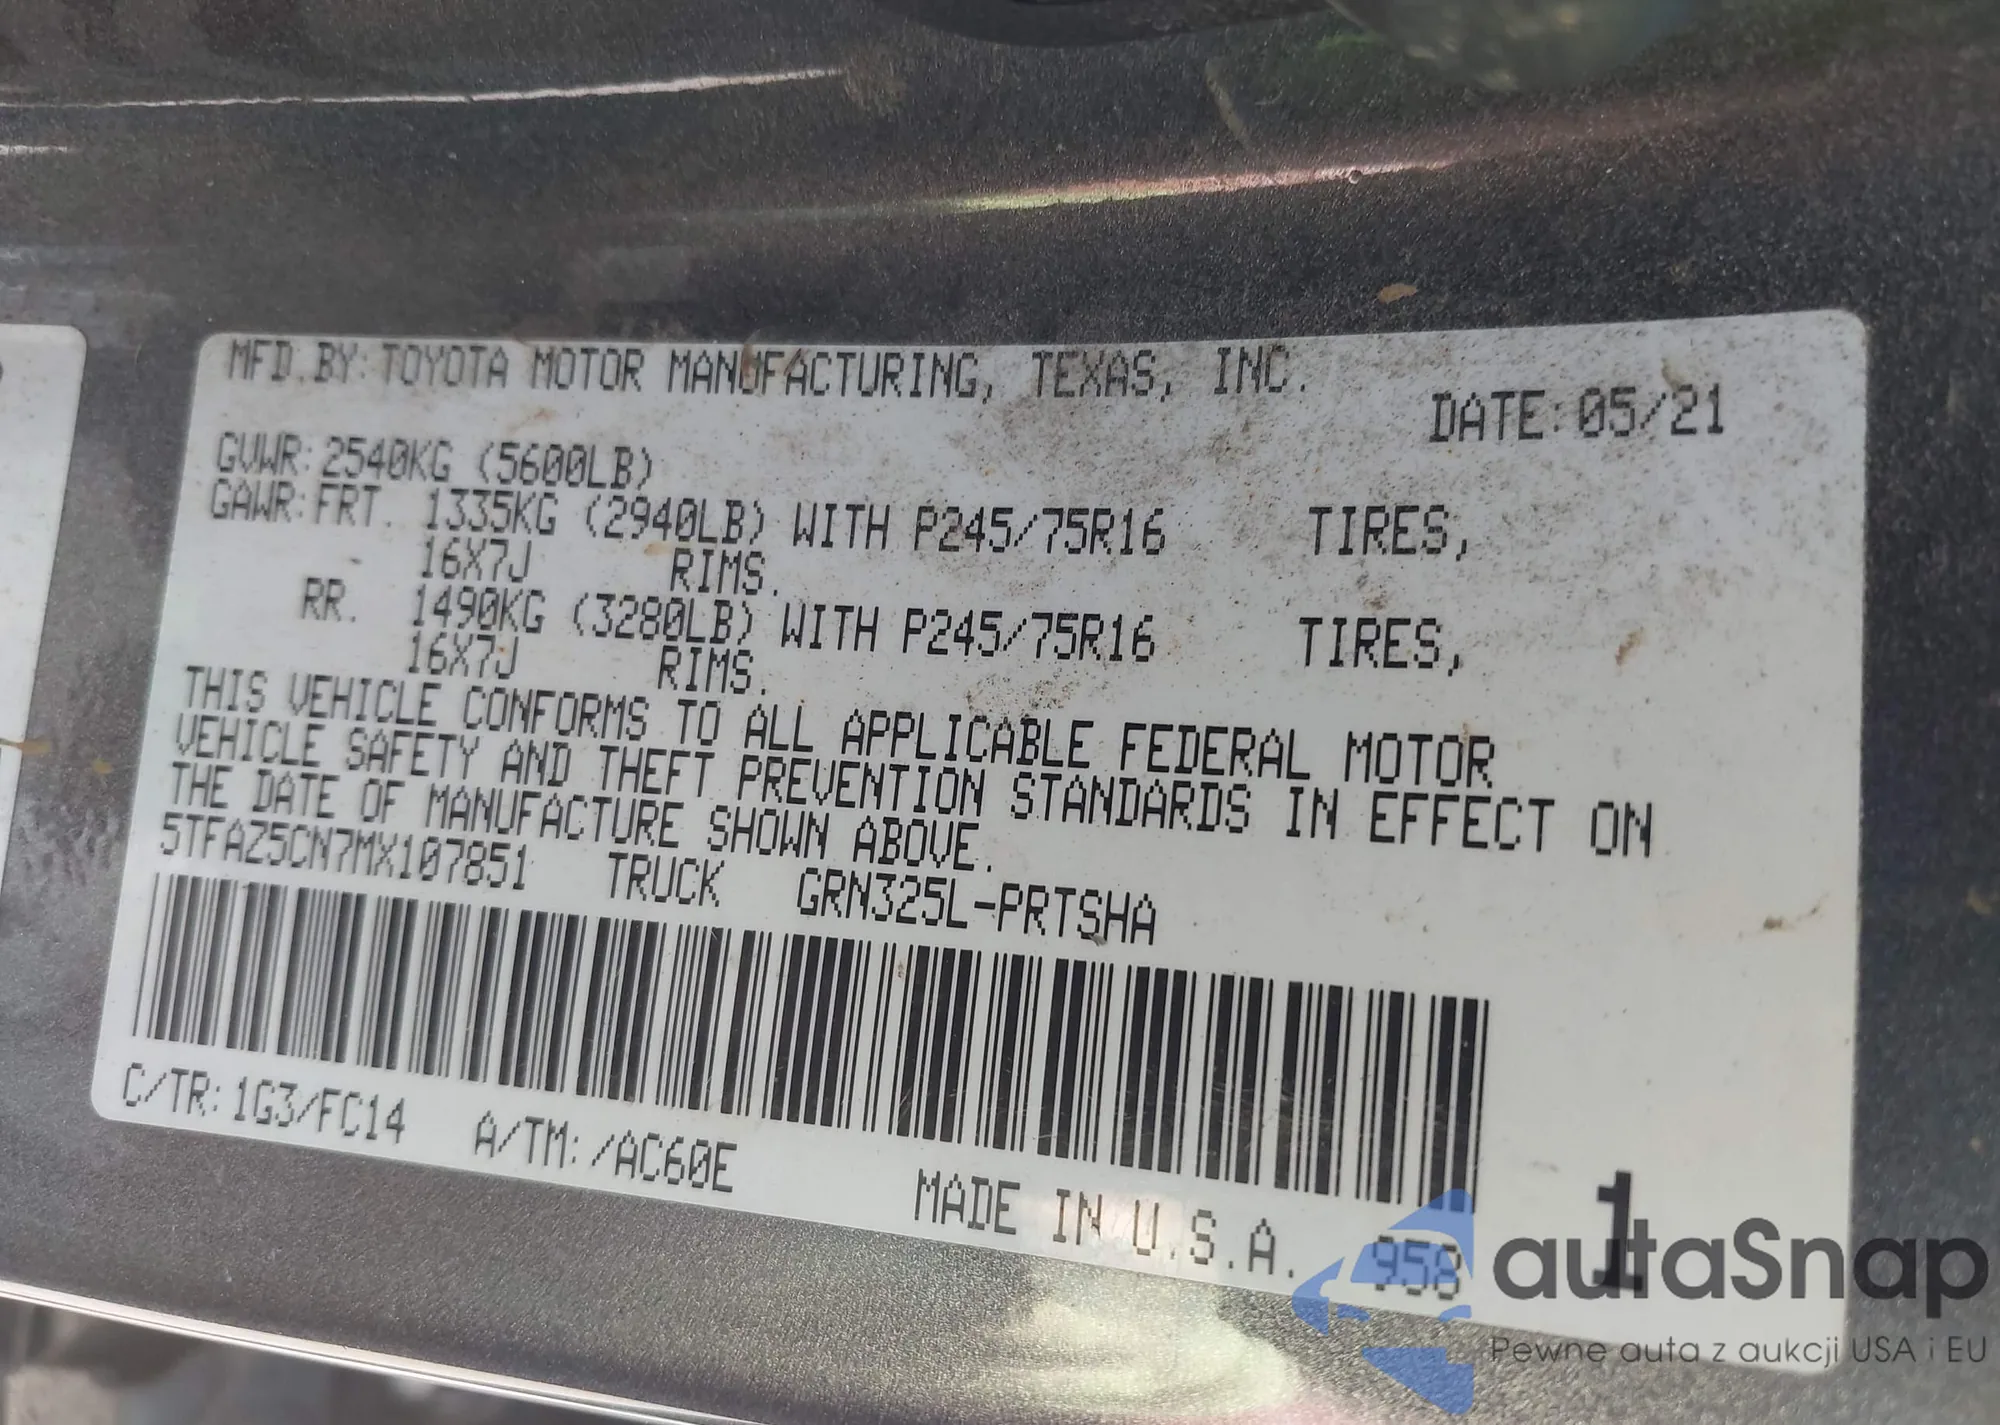 MFD.BY:TOYOTA MOTOR MANUFACTURING, TEXAS, INC.
DATE:05/21
GVWR:2540KG (5600LB)
GAWR:FRT. 1335KG (2940LB) WITH P245/75R16 TIRES,
16X7J RIMS.
RR. 1490KG (3280LB) WITH P245/75R16 TIRES,
16X7J RIMS.
THIS VEHICLE CONFORMS TO ALL APPLICABLE FEDERAL MOTOR
VEHICLE SAFETY AND THEFT PREVENTION STANDARDS IN EFFECT ON
THE DATE OF MANUFACTURE SHOWN ABOVE.
5TFAZ5CN7MX107851 TRUCK GRN325L-PRTSHA
C/TR:1G3/FC14 A/TM:/AC60E
MADE IN U.S.A. 958 1
autaSnap
Pewne auta z aukcji USA i EU